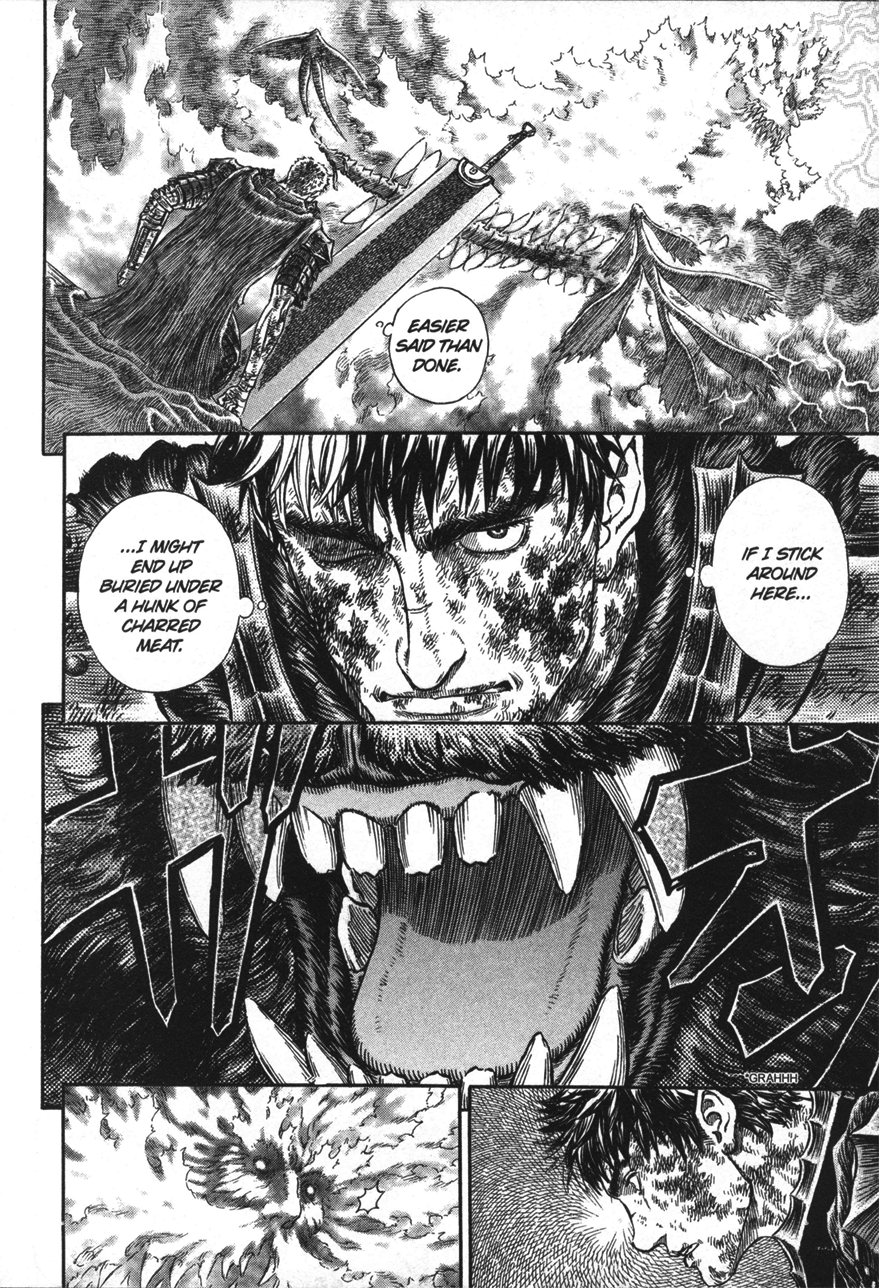 EASIER
SAID THAN
DONE.
IF I STICK
AROUND
HERE...
...I MIGHT
END UP
BURIED UNDER
A HUNK OF
CHARRED
MEAT.
*GRAHHH